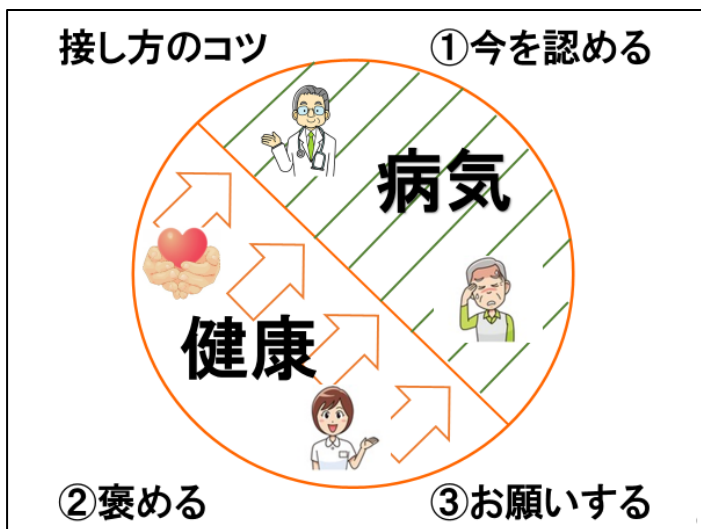 接し方のコツ
①今を認める
病気
健康
②褒める
③お願いする